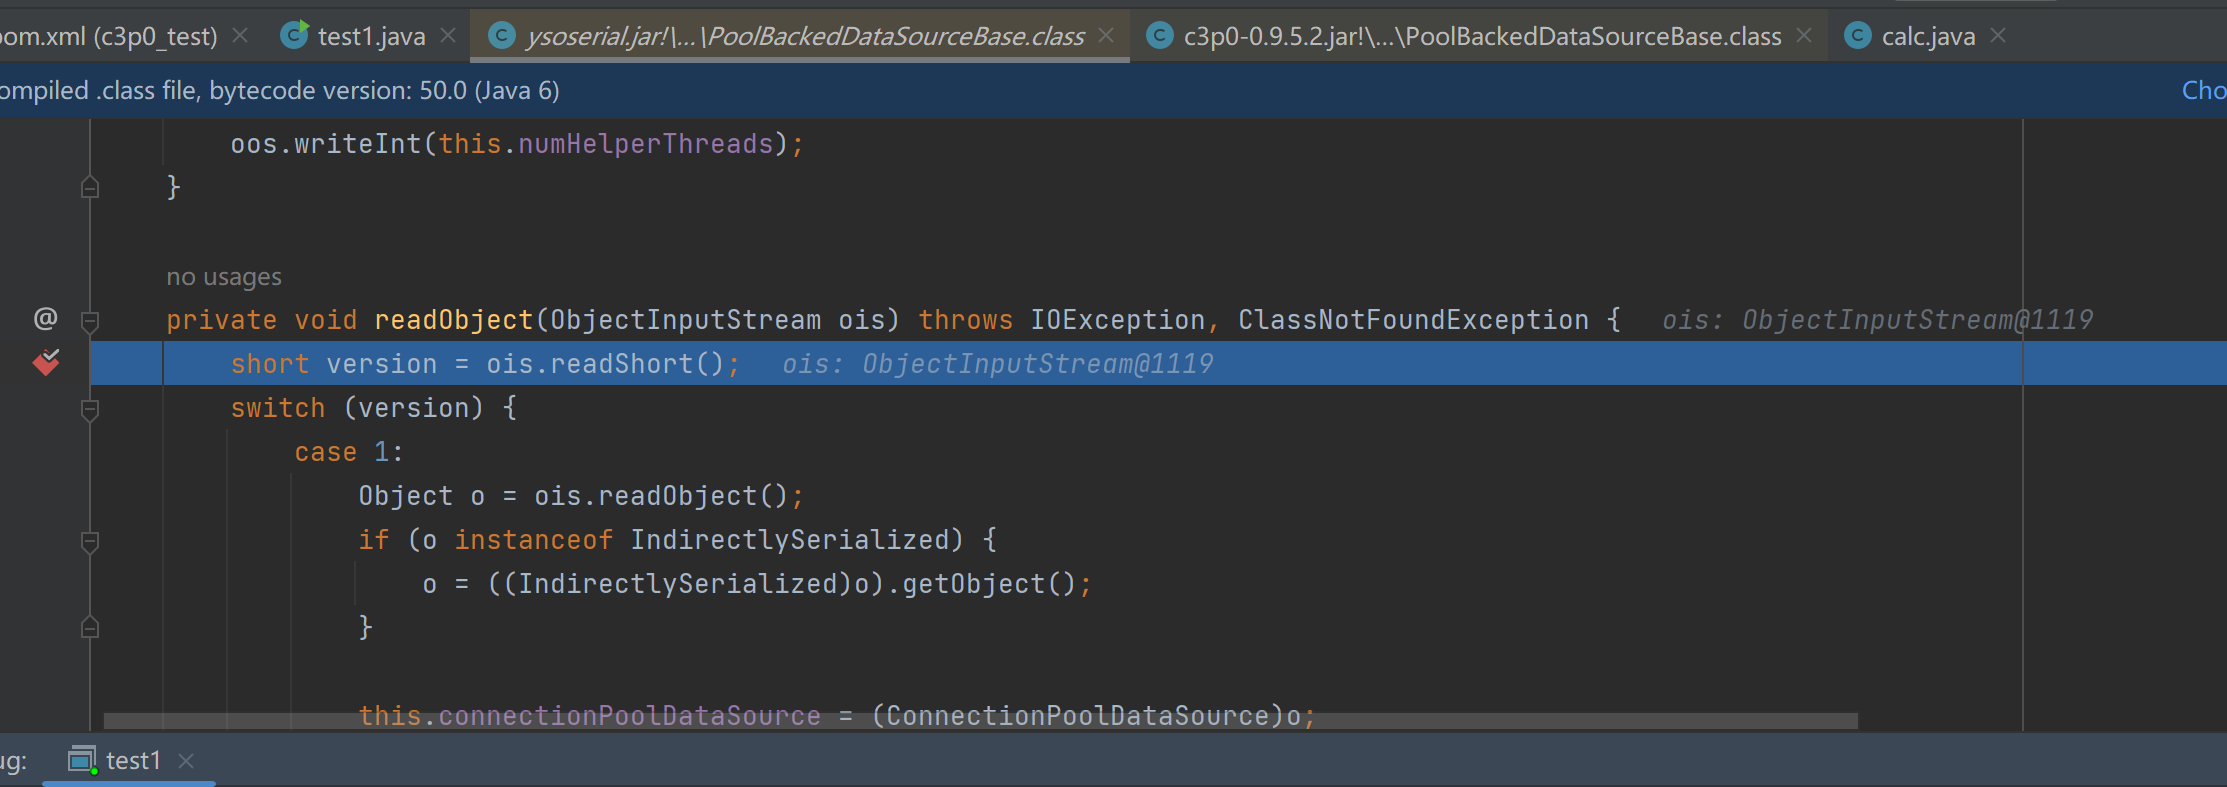 om.xml (c3p0_test) test1.java ysoserial.jar!\...\PoolBackedDataSourceBase.class c3p0-0.9.5.2.jar!\...\PoolBackedDataSourceBase.class calc.java
ompiled .class file, bytecode version: 50.0 (Java 6) Cho
oos.writeInt(this.numHelperThreads);
}
no usages
@ private void readObject(ObjectInputStream ois) throws IOException, ClassNotFoundException { ois: ObjectInputStream@1119
short version = ois.readShort(); ois: ObjectInputStream@1119
switch (version) {
case 1:
Object o = ois.readObject();
if (o instanceof IndirectlySerialized) {
o = ((IndirectlySerialized)o).getObject();
}
this.connectionPoolDataSource = (ConnectionPoolDataSource)o;
ug: test1